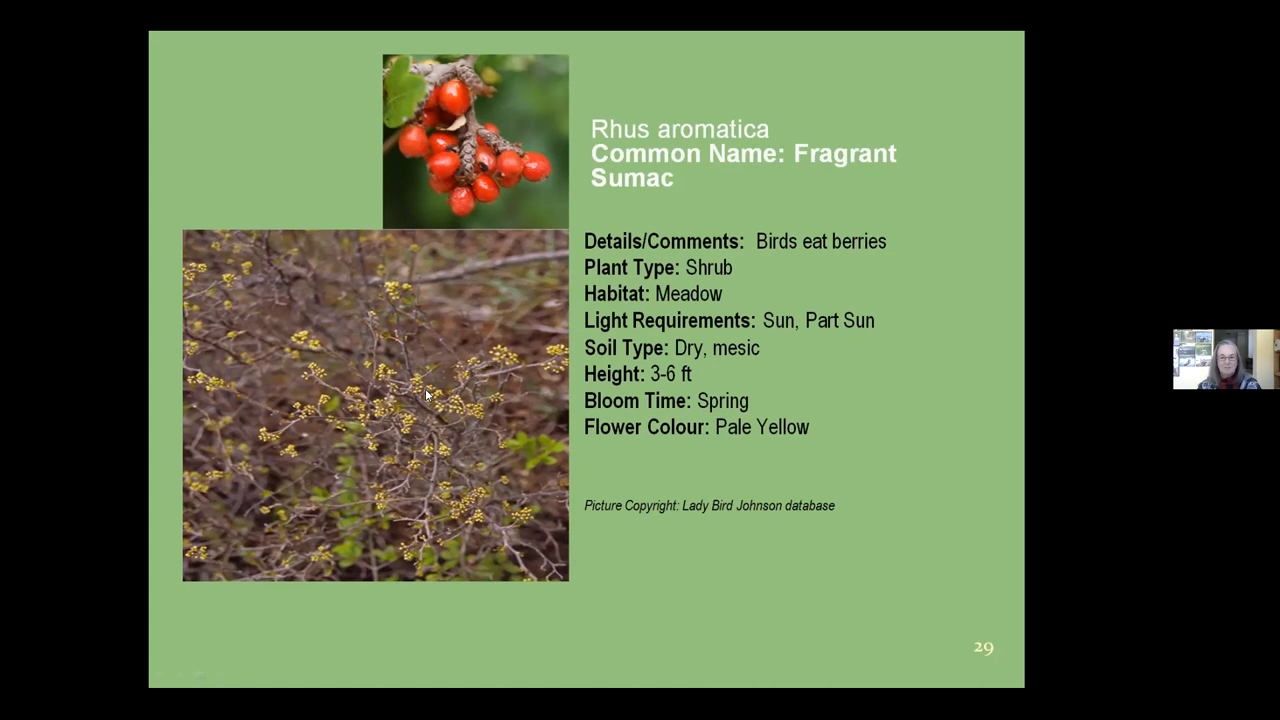 Rhus aromatica
Common Name: Fragrant
Sumac
Details/Comments: Birds eat berries
Plant Type: Shrub
Habitat: Meadow
Light Requirements: Sun, Part Sun
Soil Type: Dry, mesic
Height: 3-6 ft
Bloom Time: Spring
Flower Colour: Pale Yellow
Picture Copyright: Lady Bird Johnson database
29